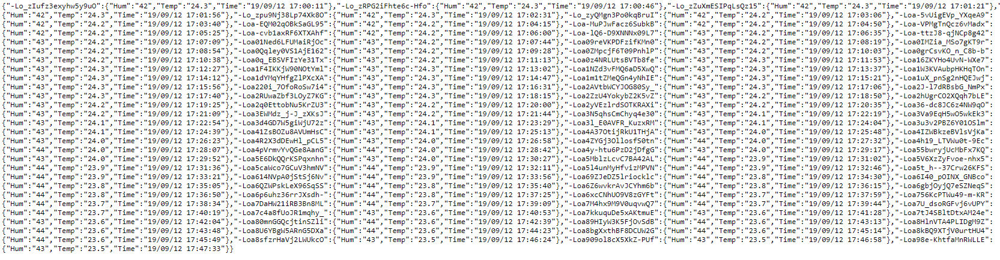 {"-Lo_zIufz3exyhw5y9uO":{"Hum":"42","Temp":"24.3","Time":"19/09/12 17:00:11"},"-Lo_zRPG2iFhte6c-Hfo":{"Hum":"42","Temp":"24.3","Time":"19/09/12 17:00:46"},"-Lo_zZuXmESIPqLsQz15":{"Hum":"42","Temp":"24.3","Time":"19/09/12 17:01:21"},"
{"Hum":"42","Temp":"24.3","Time":"19/09/12 17:01:56"},"-Lo_zpu9Nj38Lp74Xk8O":{"Hum":"42","Temp":"24.3","Time":"19/09/12 17:02:31"},"-Lo_zyQMgn3Po0kqBruI":{"Hum":"42","Temp":"24.2","Time":"19/09/12 17:03:06"},"-Loa-5vUigEVp_YXqeA9":
{"Hum":"42","Temp":"24.2","Time":"19/09/12 17:03:40"},"-Loa-EQM02qOBkSaGL95":{"Hum":"42","Temp":"24.2","Time":"19/09/12 17:04:15"},"-Loa-MuPJwFacz6SubkB":{"Hum":"42","Temp":"24.2","Time":"19/09/12 17:04:50"},"-Loa-VPMgTnQcz6vMadx":
{"Hum":"42","Temp":"24.2","Time":"19/09/12 17:05:25"},"-Loa-cvb1axRF6XTXAhf":{"Hum":"42","Temp":"24.2","Time":"19/09/12 17:06:00"},"-Loa-lQ6-D9XNNNx09L7":{"Hum":"43","Temp":"24.2","Time":"19/09/12 17:06:35"},"-Loa-ttzJ8-qjNCp8g42":
{"Hum":"43","Temp":"24.2","Time":"19/09/12 17:07:09"},"-Loa01Ned6LFUMaiRjOc":{"Hum":"43","Temp":"24.2","Time":"19/09/12 17:07:44"},"-Loa09reVKPDFzifKMn0":{"Hum":"43","Temp":"24.2","Time":"19/09/12 17:08:19"},"-Loa0IMZia_MSo7gKT9r":
{"Hum":"43","Temp":"24.2","Time":"19/09/12 17:08:54"},"-Loa0Qqley0VS1AjE162":{"Hum":"43","Temp":"24.2","Time":"19/09/12 17:09:28"},"-Loa0ZMpcjF6T09PnhlP":{"Hum":"43","Temp":"24.2","Time":"19/09/12 17:10:03"},"-Loa0grCsvKO_n_C8b-b":
{"Hum":"43","Temp":"24.2","Time":"19/09/12 17:10:38"},"-Loa0q_EBSVFIzYe31Tx":{"Hum":"43","Temp":"24.2","Time":"19/09/12 17:11:13"},"-Loa0z4NRLUtsBVTb8fe":{"Hum":"43","Temp":"24.3","Time":"19/09/12 17:11:53"},"-Loa16ZKYHo4UvN-WXe7":
{"Hum":"43","Temp":"24.3","Time":"19/09/12 17:12:27"},"-Loa1F4IKKjW90NOtYml":{"Hum":"43","Temp":"24.3","Time":"19/09/12 17:13:02"},"-Loa1NZd3vFMQ6aD5XwQ":{"Hum":"43","Temp":"24.3","Time":"19/09/12 17:13:37"},"-Loa1W3KVAubpHKHqTOn":
{"Hum":"43","Temp":"24.3","Time":"19/09/12 17:14:12"},"-Loa1dYMqYHfgZlPXcXA":{"Hum":"43","Temp":"24.3","Time":"19/09/12 17:14:47"},"-Loa1m1tZMeQGn4yNhIE":{"Hum":"43","Temp":"24.3","Time":"19/09/12 17:15:21"},"-Loa1uX_pnSg2nHQEJwj":
{"Hum":"43","Temp":"24.3","Time":"19/09/12 17:15:56"},"-Loa220i_7OfoRoSw7i4":{"Hum":"43","Temp":"24.3","Time":"19/09/12 17:16:31"},"-Loa2AVtbWCYJOG80Sy_":{"Hum":"43","Temp":"24.3","Time":"19/09/12 17:17:06"},"-Loa2J-l7dRBsbG_NmPx":
{"Hum":"43","Temp":"24.3","Time":"19/09/12 17:17:40"},"-Loa2RUwaZbf3LOyZ7KG":{"Hum":"43","Temp":"24.3","Time":"19/09/12 17:18:15"},"-Loa2ZzU4YokybZ2K5vZ":{"Hum":"43","Temp":"24.2","Time":"19/09/12 17:18:50"},"-Loa2hUgrCO2XQqh7bLE":
{"Hum":"43","Temp":"24.2","Time":"19/09/12 17:19:25"},"-Loa2q0EttobNu5KrZU3":{"Hum":"43","Temp":"24.2","Time":"19/09/12 17:20:00"},"-Loa2yVEzlrdSOTKRAXi":{"Hum":"43","Temp":"24.2","Time":"19/09/12 17:20:35"},"-Loa36-dc8JC6z4NW9qO":
{"Hum":"43","Temp":"24.2","Time":"19/09/12 17:21:09"},"-Loa3EWMdz_j-J_zXKsJ":{"Hum":"43","Temp":"24.2","Time":"19/09/12 17:21:44"},"-Loa3N5qhsCmChyq4e30":{"Hum":"43","Temp":"24.1","Time":"19/09/12 17:22:19"},"-Loa3Va9EqH5wO5wkEk3":
{"Hum":"43","Temp":"24.1","Time":"19/09/12 17:22:54"},"-Loa3d4GD7W5giWjU72z":{"Hum":"43","Temp":"24.1","Time":"19/09/12 17:23:29"},"-Loa3l_E0AVFR_KuzxRM":{"Hum":"43","Temp":"24.1","Time":"19/09/12 17:24:04"},"-Loa3u3v2PBZ6Y01OSlm":
{"Hum":"43","Temp":"24.1","Time":"19/09/12 17:24:39"},"-Loa41ZsBOZu8AVUmHsC":{"Hum":"43","Temp":"24.0","Time":"19/09/12 17:25:13"},"-Loa4A37OtijRkU1THjA":{"Hum":"43","Temp":"24.0","Time":"19/09/12 17:25:48"},"-Loa4IZWBkzeBVlsVjKa":
{"Hum":"43","Temp":"24.0","Time":"19/09/12 17:26:23"},"-Loa4R2X3dDEwHl_pCL5":{"Hum":"43","Temp":"24.0","Time":"19/09/12 17:26:58"},"-Loa4ZYGj3OllosfS0tn":{"Hum":"44","Temp":"24.0","Time":"19/09/12 17:27:32"},"-Loa4h19_LTVWu0t-9Ec":
{"Hum":"44","Temp":"24.0","Time":"19/09/12 17:28:07"},"-Loa4pVrmvYvQGe8AanG":{"Hum":"44","Temp":"24.0","Time":"19/09/12 17:28:42"},"-Loa4y-htu6PzD2jDfgG":{"Hum":"43","Temp":"24.0","Time":"19/09/12 17:29:17"},"-Loa55bwryjUcMbFx7KQ":
{"Hum":"43","Temp":"24.0","Time":"19/09/12 17:29:52"},"-Loa5E6DkQQrKSPqxnhn":{"Hum":"43","Temp":"24.0","Time":"19/09/12 17:30:27"},"-Loa5MblzLcvC7BA42AL":{"Hum":"44","Temp":"23.9","Time":"19/09/12 17:31:02"},"-Loa5V6XzZyFvoe-nhx5":
{"Hum":"44","Temp":"23.9","Time":"19/09/12 17:31:36"},"-Loa5caWco7GCuV3hmNV":{"Hum":"44","Temp":"23.9","Time":"19/09/12 17:32:11"},"-Loa5l4unMyHfvizMPVN":{"Hum":"44","Temp":"23.9","Time":"19/09/12 17:32:46"},"-Loa5t_h--37Crw26KFS":
{"Hum":"44","Temp":"23.9","Time":"19/09/12 17:33:21"},"-Loa614NVpA0jStSj6Nv":{"Hum":"44","Temp":"23.9","Time":"19/09/12 17:33:56"},"-Loa69ZJeDZ5lriocklc":{"Hum":"44","Temp":"23.8","Time":"19/09/12 17:34:30"},"-Loa6I40_pOINX_GNBco":
{"Hum":"44","Temp":"23.8","Time":"19/09/12 17:35:05"},"-Loa6QZWPskLeX96SqSS":{"Hum":"44","Temp":"23.8","Time":"19/09/12 17:35:40"},"-Loa6Z6wvkrAvJCYhm6b":{"Hum":"44","Temp":"23.8","Time":"19/09/12 17:36:15"},"-Loa6gbjOyjQ7eSZNeqS":
{"Hum":"44","Temp":"23.8","Time":"19/09/12 17:36:50"},"-Loa6p6uhz36rrJXsdh-":{"Hum":"44","Temp":"23.8","Time":"19/09/12 17:37:25"},"-Loa6xcCNhUO9V8zGYFt":{"Hum":"44","Temp":"23.7","Time":"19/09/12 17:37:59"},"-Loa756KcPTWu49-m-KR":
{"Hum":"44","Temp":"23.7","Time":"19/09/12 17:38:34"},"-Loa7DaHW21iRB3Bn8ML":{"Hum":"44","Temp":"23.7","Time":"19/09/12 17:39:09"},"-Loa7M4hx9M9V0uqvwQ7":{"Hum":"44","Temp":"23.7","Time":"19/09/12 17:39:44"},"-Loa7U_dsoRGFvj6vUPY":
{"Hum":"44","Temp":"23.7","Time":"19/09/12 17:40:19"},"-Loa7c4a8fUoJR1mqhy_":{"Hum":"43","Temp":"23.6","Time":"19/09/12 17:40:53"},"-Loa7kkuquDe5xAKtmuE":{"Hum":"43","Temp":"23.6","Time":"19/09/12 17:41:28"},"-Loa7tJ4SBltDtxAM24e":
{"Hum":"43","Temp":"23.6","Time":"19/09/12 17:42:04"},"-Loa80mnGGQcjtinSZli":{"Hum":"44","Temp":"23.6","Time":"19/09/12 17:42:39"},"-Loa89HIyW3K5FjOvSdB":{"Hum":"44","Temp":"23.6","Time":"19/09/12 17:43:13"},"-Loa8HlnVTA4PLIDgM9Z":
{"Hum":"44","Temp":"23.6","Time":"19/09/12 17:43:48"},"-Loa8U6YBgW5ARnG5DXa":{"Hum":"44","Temp":"23.6","Time":"19/09/12 17:44:23"},"-Loa8bgXxthBF8DCUW2G":{"Hum":"44","Temp":"23.6","Time":"19/09/12 17:45:14"},"-Loa8kBQ9XTjV0urtHU4":
{"Hum":"44","Temp":"23.6","Time":"19/09/12 17:45:49"},"-Loa8sfzrHaVj2LWUkcO":{"Hum":"43","Temp":"23.5","Time":"19/09/12 17:46:24"},"-Loa909ol8cX5XkZ-PUf":{"Hum":"43","Temp":"23.5","Time":"19/09/12 17:46:58"},"-Loa98e-KhtfaMnRWLLE":
{"Hum":"43","Temp":"23.5","Time":"19/09/12 17:47:33"}}